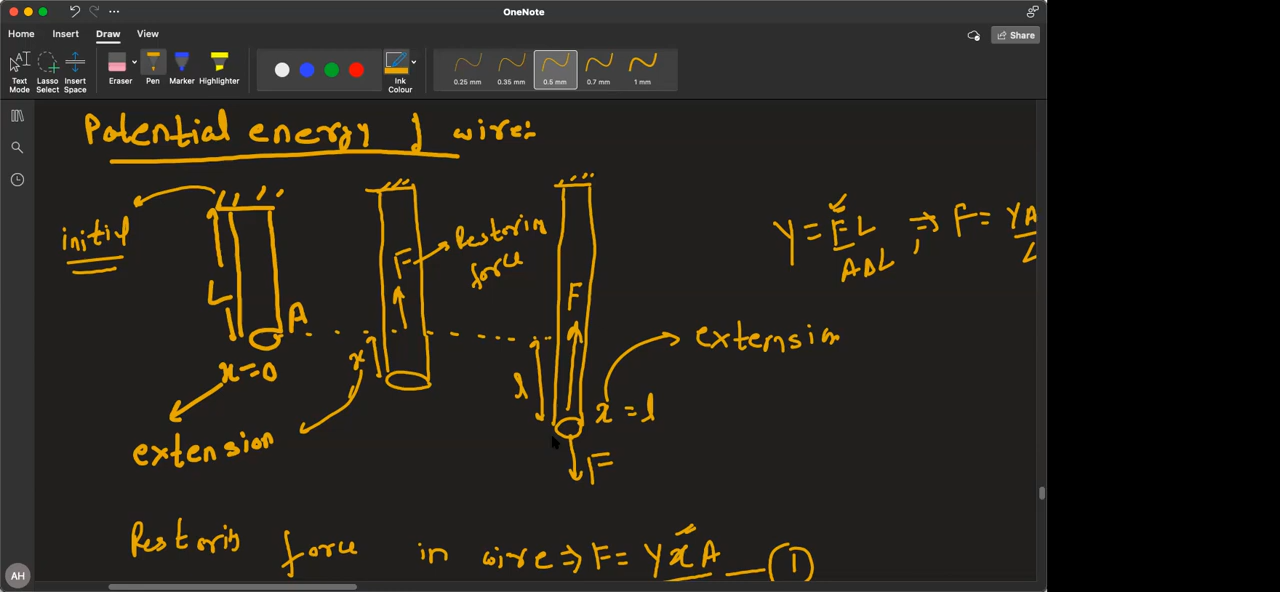 OneNote
Home Insert Draw View
Share
Text Mode
Lasso Select
Insert Space
Eraser
Pen
Marker
Highlighter
Ink Colour
0.25 mm
0.35 mm
0.5 mm
0.7 mm
1 mm
Potential energy of wire:
initial
L
A
x=0
extension
F
Restoring force
x
F
l
x = l
extension
F
Y = FL / AΔL , ⇒ F = YA / L
Restoring force in wire ⇒ F = YxA — ①
AH